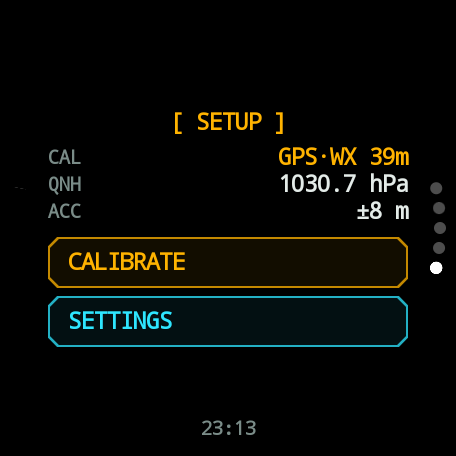 [ SETUP ]
CAL GPS·WX 39m
QNH 1030.7 hPa
ACC ±8 m
CALIBRATE
SETTINGS
23:13